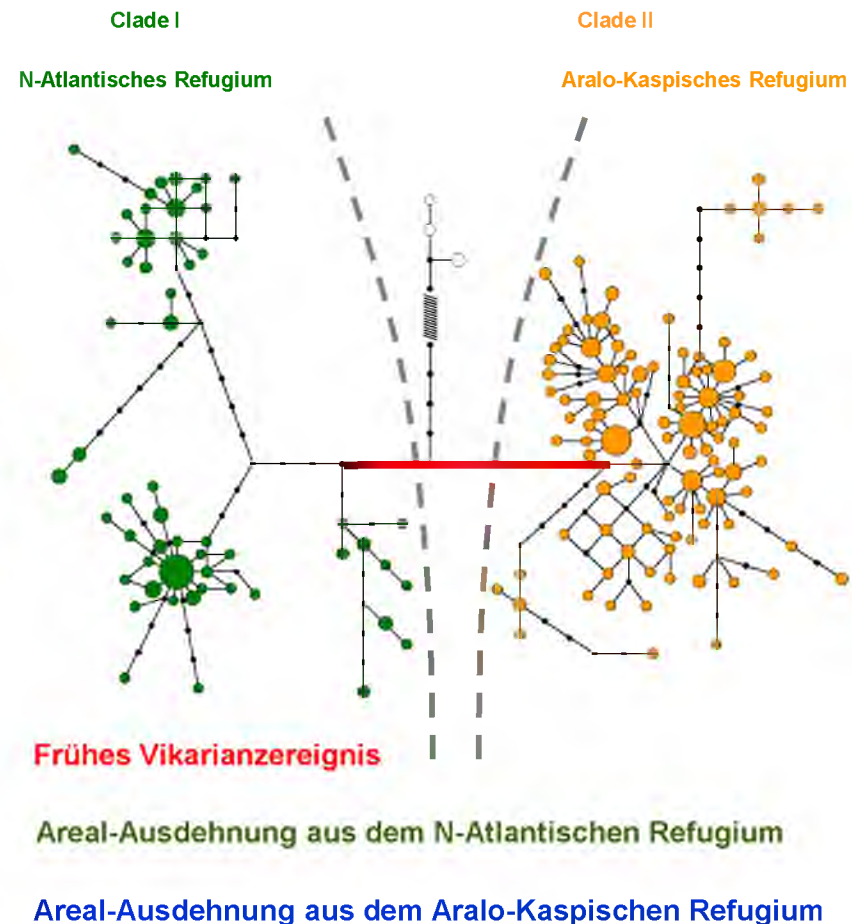 Clade I
Clade II
N-Atlantisches Refugium
Aralo-Kaspisches Refugium
Frühes Vikarianzereignis
Areal-Ausdehnung aus dem N-Atlantischen Refugium
Areal-Ausdehnung aus dem Aralo-Kaspischen Refugium